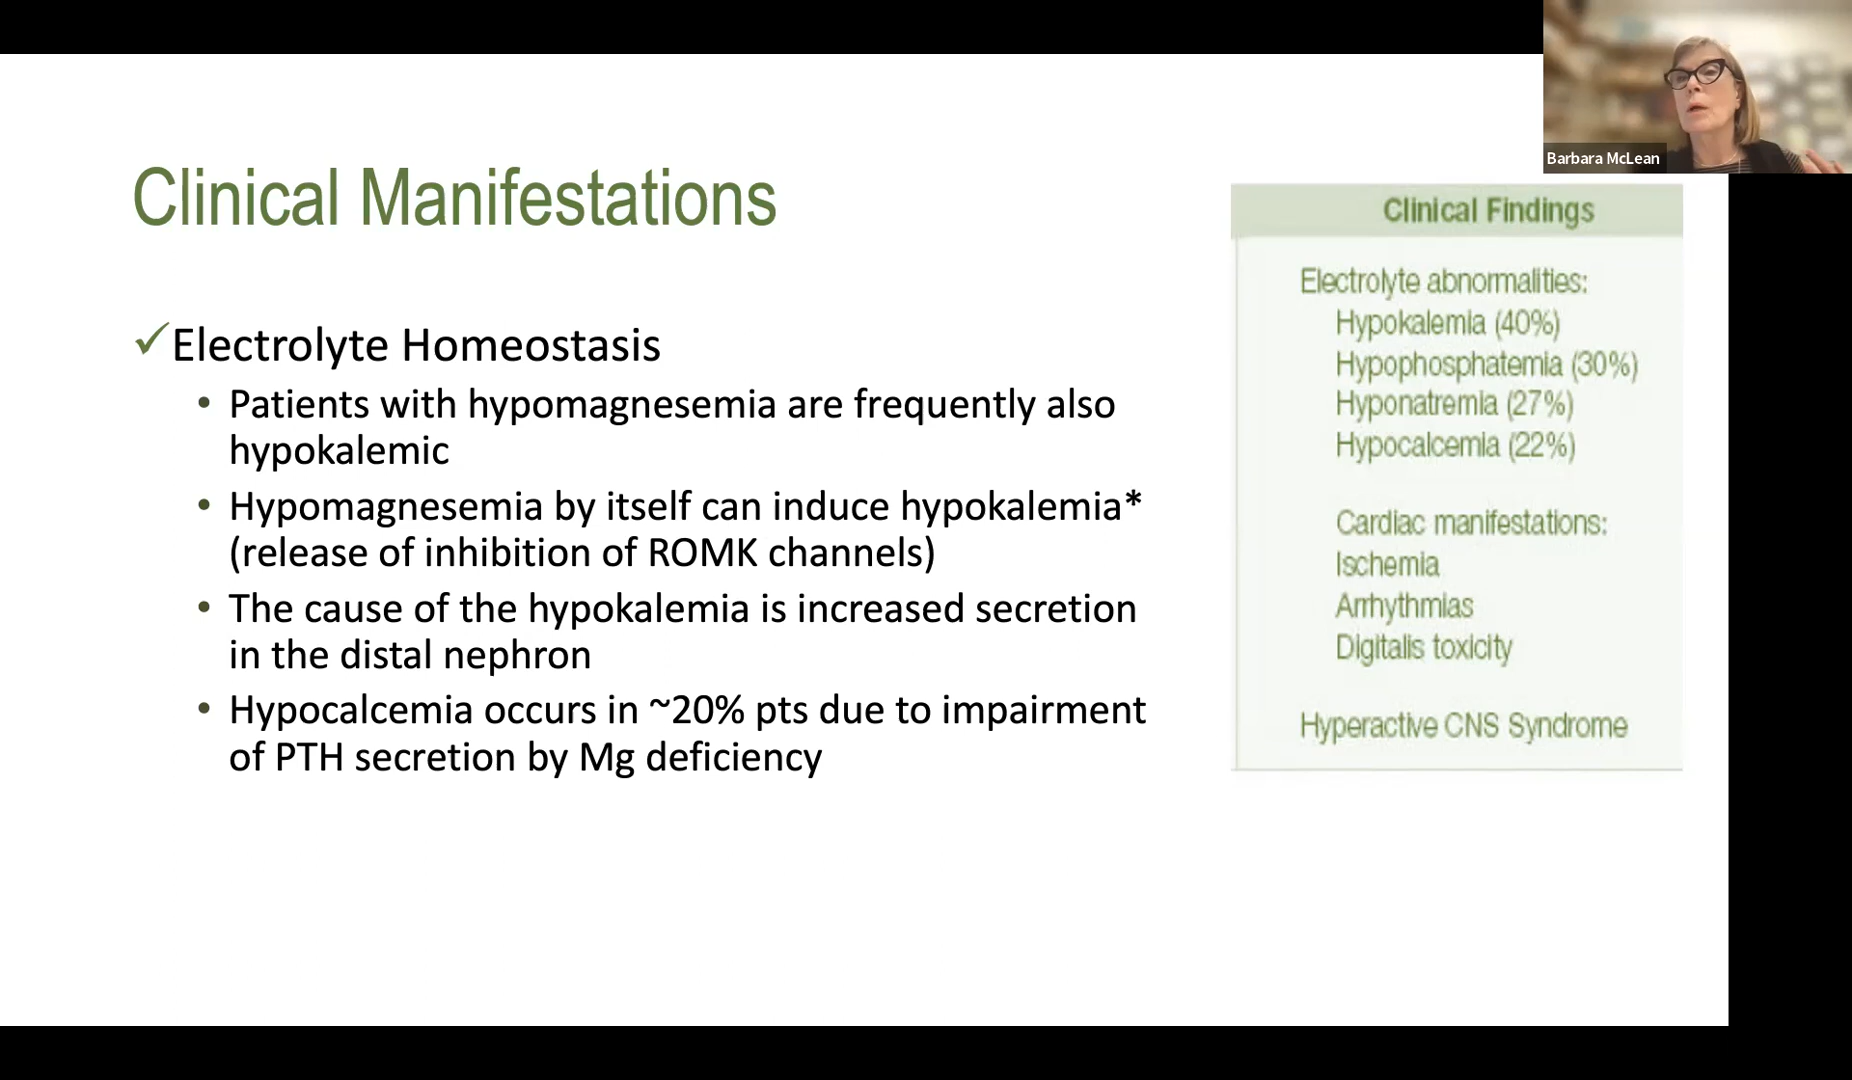 Barbara McLean
Clinical Manifestations
✓Electrolyte Homeostasis
• Patients with hypomagnesemia are frequently also
hypokalemic
• Hypomagnesemia by itself can induce hypokalemia*
(release of inhibition of ROMK channels)
• The cause of the hypokalemia is increased secretion
in the distal nephron
• Hypocalcemia occurs in ~20% pts due to impairment
of PTH secretion by Mg deficiency
Clinical Findings
Electrolyte abnormalities:
Hypokalemia (40%)
Hypophosphatemia (30%)
Hyponatremia (27%)
Hypocalcemia (22%)
Cardiac manifestations:
Ischemia
Arrhythmias
Digitalis toxicity
Hyperactive CNS Syndrome